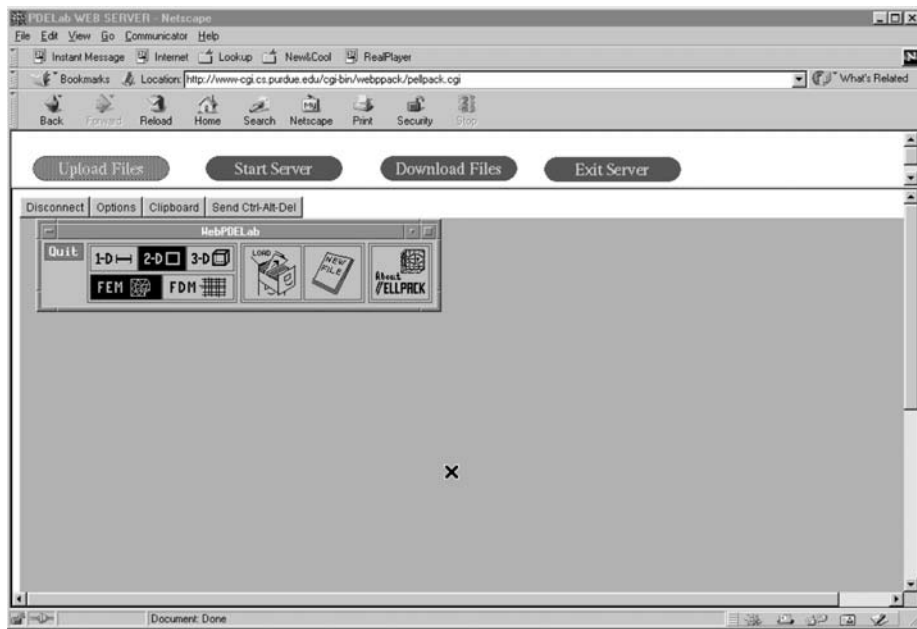 PDELab WEB SERVER - Netscape
File Edit View Go Communicator Help
Instant Message Internet Lookup New&Cool RealPlayer
Bookmarks Location: http://www-cgi.cs.purdue.edu/cgi-bin/webppack/pellpack.cgi What's Related
Back Forward Reload Home Search Netscape Print Security Stop
Upload Files Start Server Download Files Exit Server
Disconnect Options Clipboard Send Ctrl-Alt-Del
WebPDELab
Quit 1-D 2-D 3-D LOAD NEW FILE
FEM FDM About //ELLPACK
Document: Done